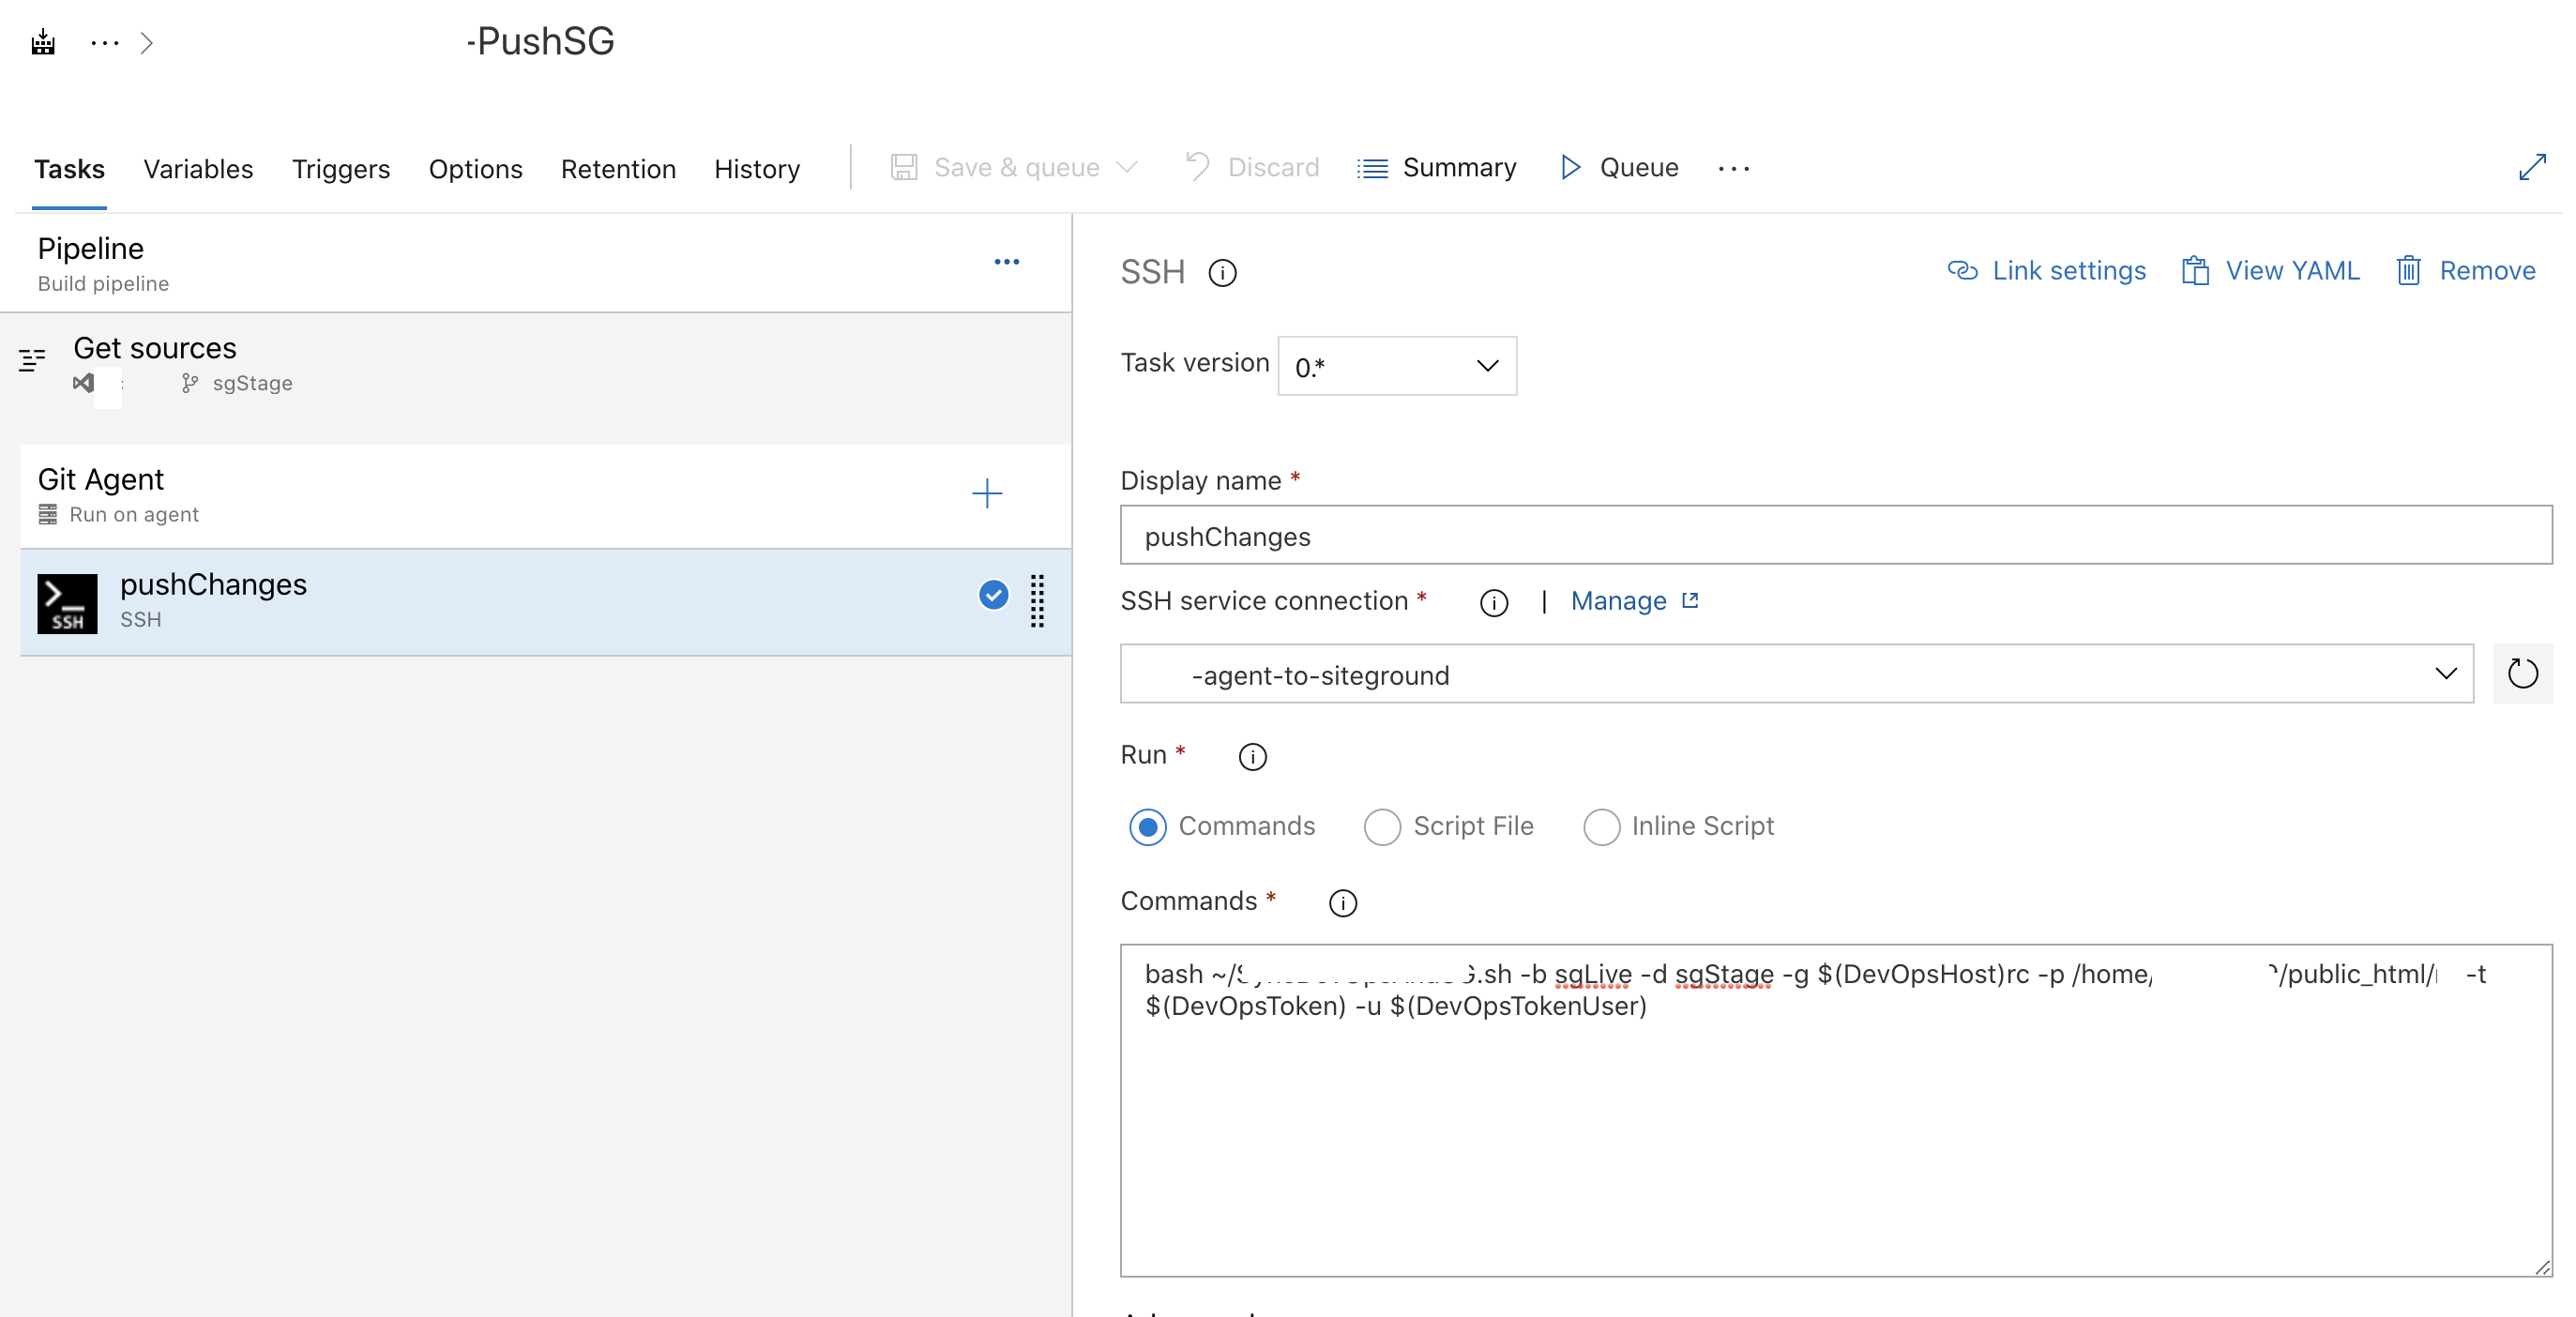 -PushSG
Tasks Variables Triggers Options Retention History Save & queue Discard Summary Queue
Pipeline
Build pipeline
Get sources
sgStage
Git Agent
Run on agent
pushChanges
SSH
SSH
SSH Link settings View YAML Remove
Task version 0.*
Display name *
pushChanges
SSH service connection * | Manage
-agent-to-siteground
Run *
Commands Script File Inline Script
Commands *
bash ~/ .sh -b sgLive -d sgStage -g $(DevOpsHost)rc -p /home/ /public_html/ -t
$(DevOpsToken) -u $(DevOpsTokenUser)